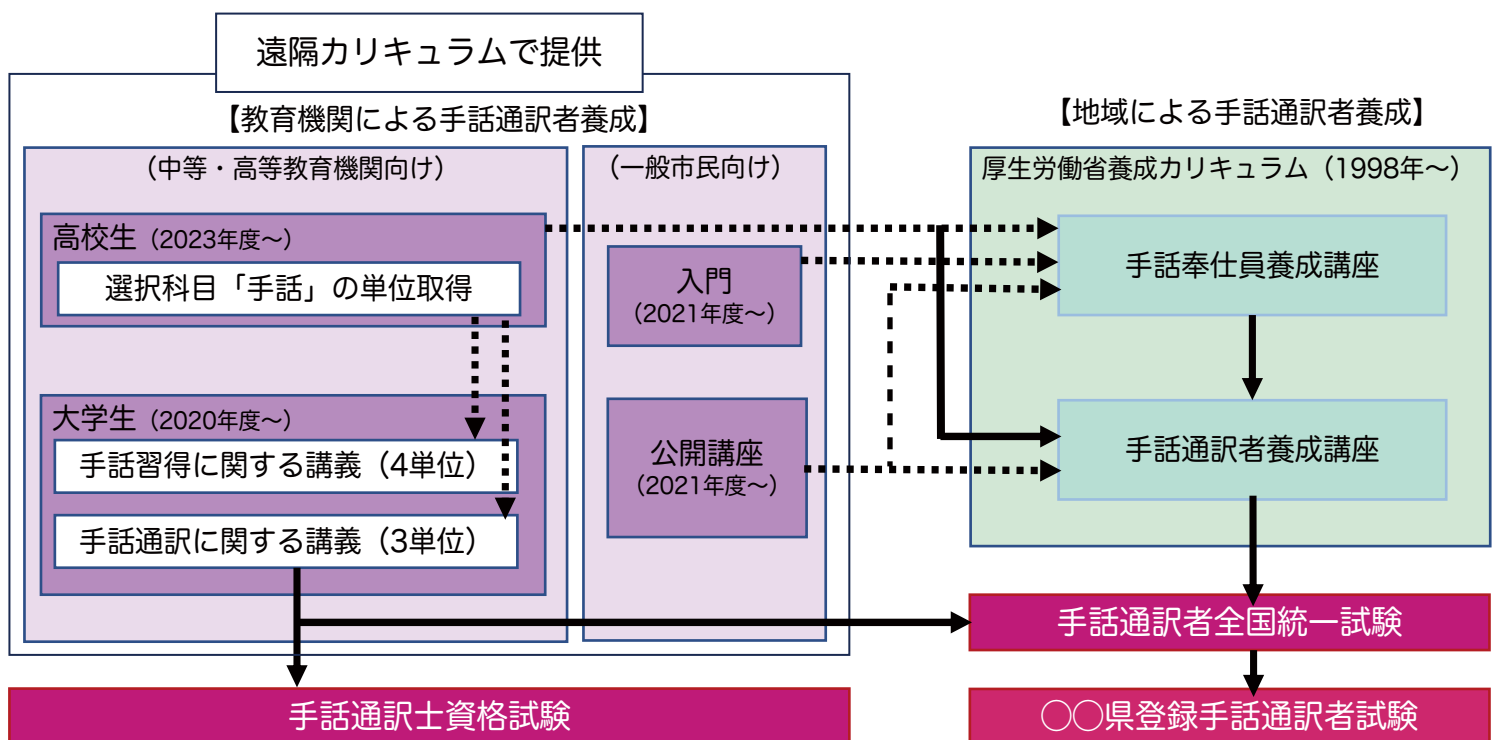 遠隔カリキュラムで提供
【教育機関による手話通訳者養成】
（中等・高等教育機関向け）
高校生（2023年度〜）
選択科目「手話」の単位取得
大学生（2020年度〜）
手話習得に関する講義（4単位）
手話通訳に関する講義（3単位）
（一般市民向け）
入門
（2021年度〜）
公開講座
（2021年度〜）
手話通訳士資格試験
【地域による手話通訳者養成】
厚生労働省養成カリキュラム（1998年〜）
手話奉仕員養成講座
手話通訳者養成講座
手話通訳者全国統一試験
〇〇県登録手話通訳者試験